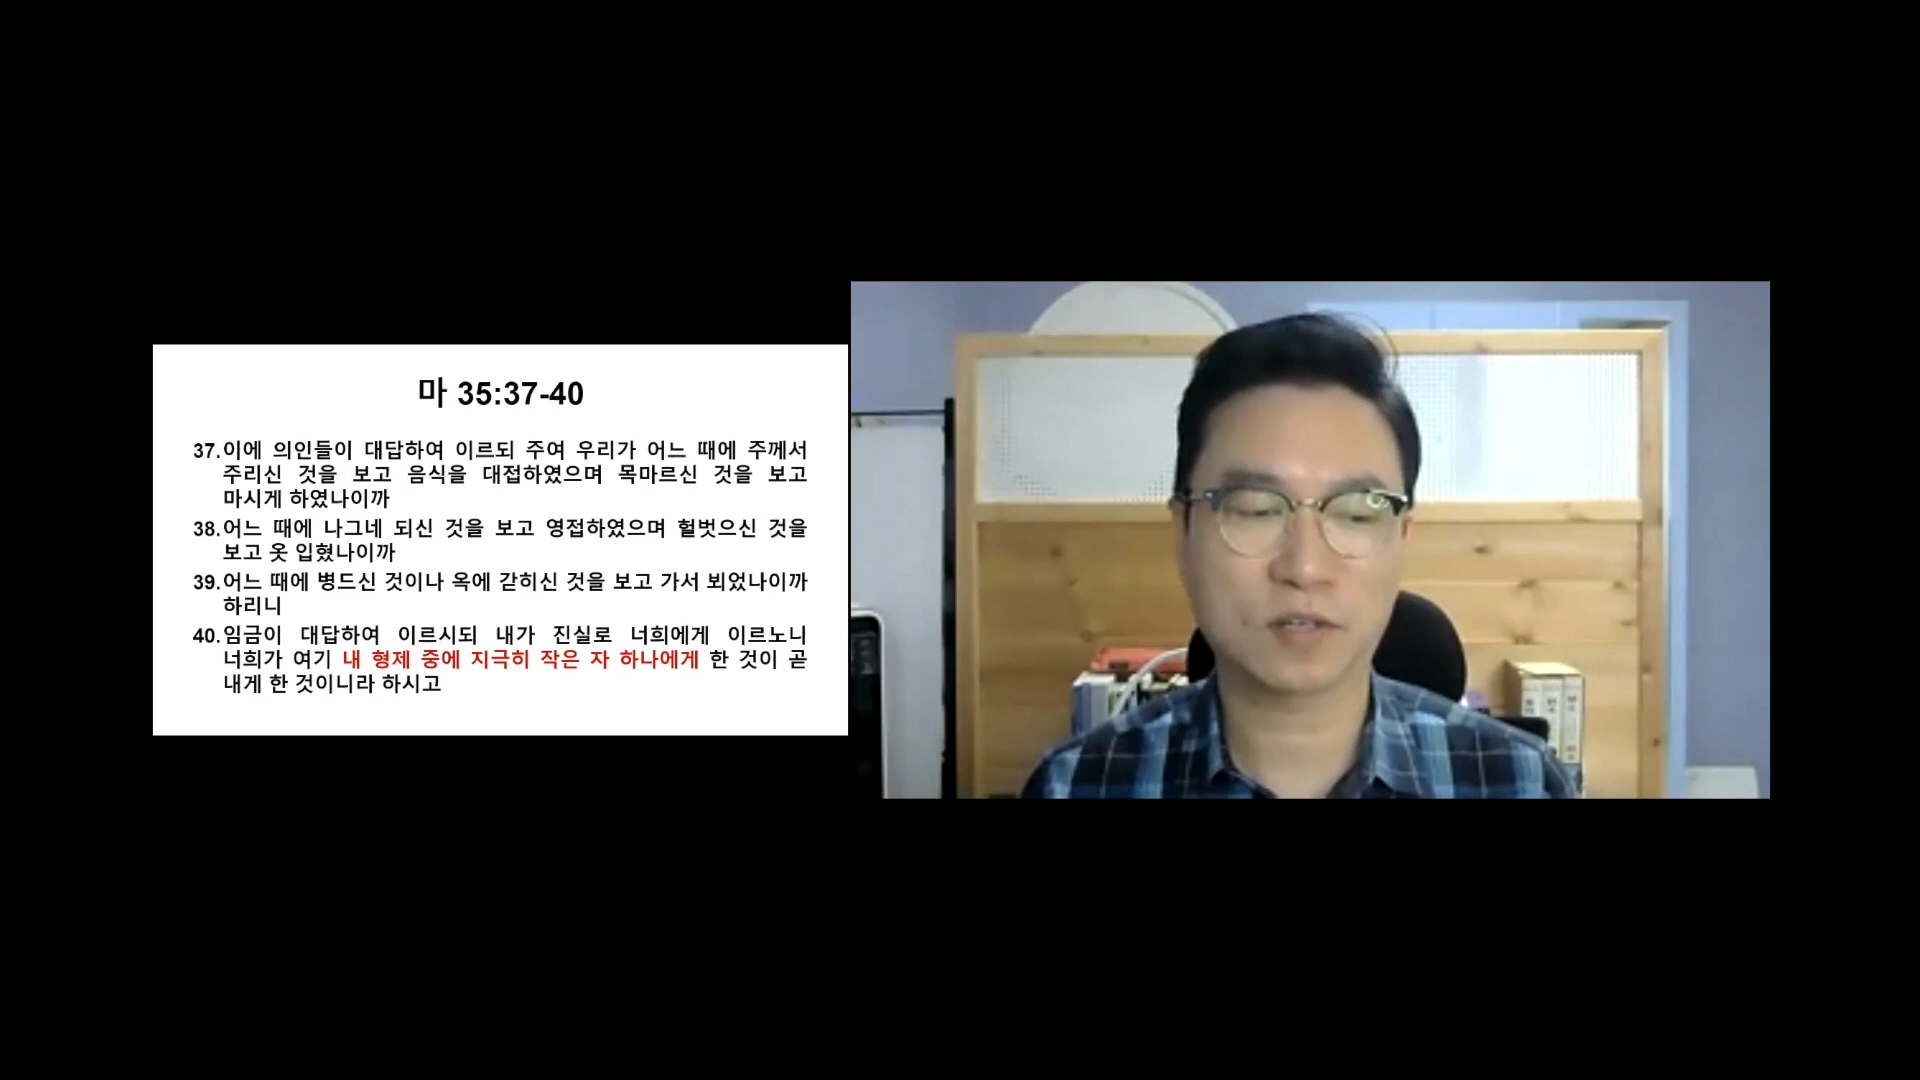 마 35:37-40
37.이에 의인들이 대답하여 이르되 주여 우리가 어느 때에 주께서
주리신 것을 보고 음식을 대접하였으며 목마르신 것을 보고
마시게 하였나이까
38.어느 때에 나그네 되신 것을 보고 영접하였으며 헐벗으신 것을
보고 옷 입혔나이까
39.어느 때에 병드신 것이나 옥에 갇히신 것을 보고 가서 뵈었나이까
하리니
40.임금이 대답하여 이르시되 내가 진실로 너희에게 이르노니
너희가 여기 내 형제 중에 지극히 작은 자 하나에게 한 것이 곧
내게 한 것이니라 하시고